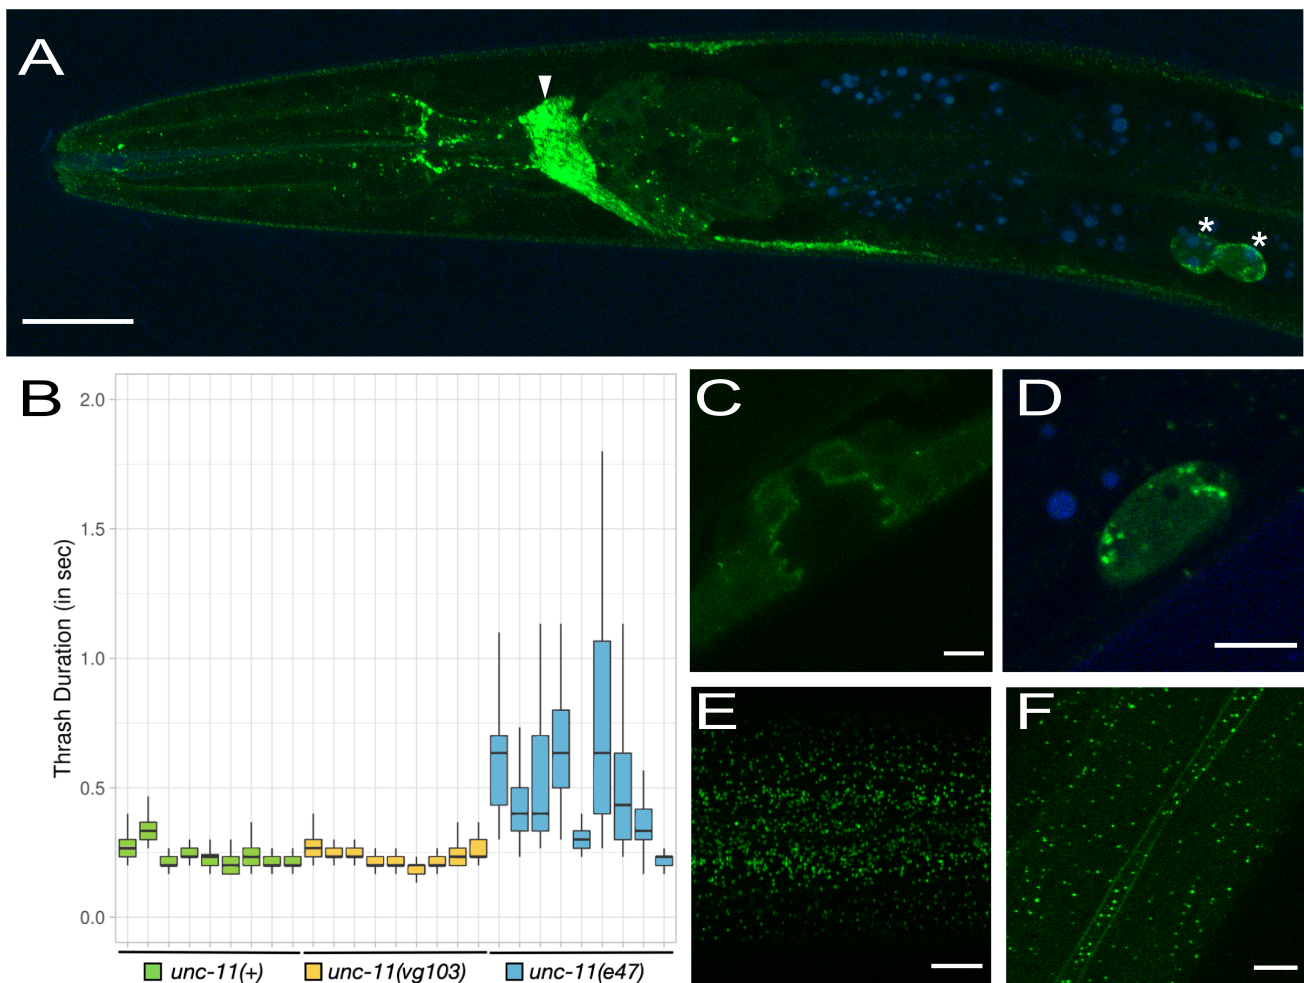 A
*
*
B
2.0
1.5
1.0
0.5
0.0
Thrash Duration (in sec)
unc-11(+)
unc-11(vg103)
unc-11(e47)
C
D
E
F